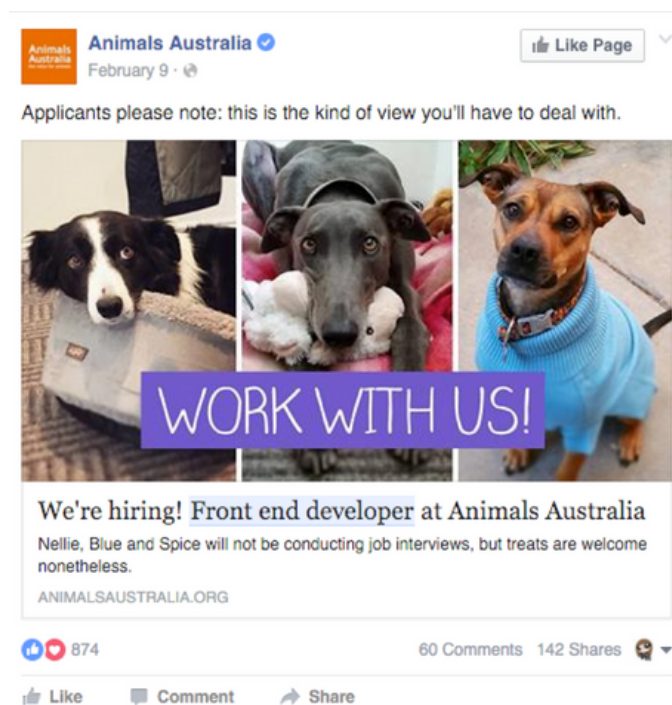 Animals
Australia
Animals Australia
February 9 ·
Like Page
Applicants please note: this is the kind of view you'll have to deal with.
WORK WITH US!
We're hiring! Front end developer at Animals Australia
Nellie, Blue and Spice will not be conducting job interviews, but treats are welcome
nonetheless.
ANIMALSAUSTRALIA.ORG
874
60 Comments 142 Shares
Like Comment Share